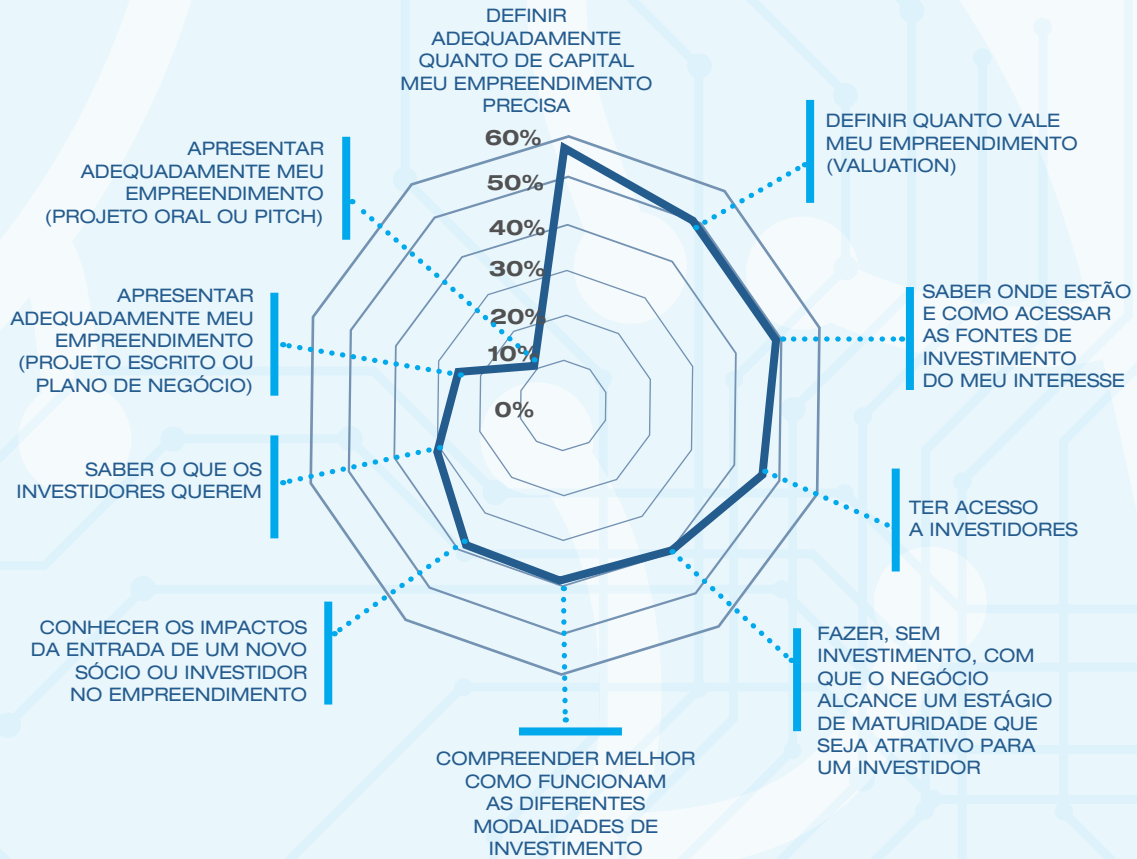 DEFINIR
ADEQUADAMENTE
QUANTO DE CAPITAL
MEU EMPREENDIMENTO
PRECISA
60%
50%
40%
30%
20%
10%
0%
DEFINIR QUANTO VALE
MEU EMPREENDIMENTO
(VALUATION)
SABER ONDE ESTÃO
E COMO ACESSAR
AS FONTES DE
INVESTIMENTO
DO MEU INTERESSE
TER ACESSO
A INVESTIDORES
FAZER, SEM
INVESTIMENTO, COM
QUE O NEGÓCIO
ALCANCE UM ESTÁGIO
DE MATURIDADE QUE
SEJA ATRATIVO PARA
UM INVESTIDOR
COMPREENDER MELHOR
COMO FUNCIONAM
AS DIFERENTES
MODALIDADES DE
INVESTIMENTO
CONHECER OS IMPACTOS
DA ENTRADA DE UM NOVO
SÓCIO OU INVESTIDOR
NO EMPREENDIMENTO
SABER O QUE OS
INVESTIDORES QUEREM
APRESENTAR
ADEQUADAMENTE MEU
EMPREENDIMENTO
(PROJETO ESCRITO OU
PLANO DE NEGÓCIO)
APRESENTAR
ADEQUADAMENTE MEU
EMPREENDIMENTO
(PROJETO ORAL OU PITCH)